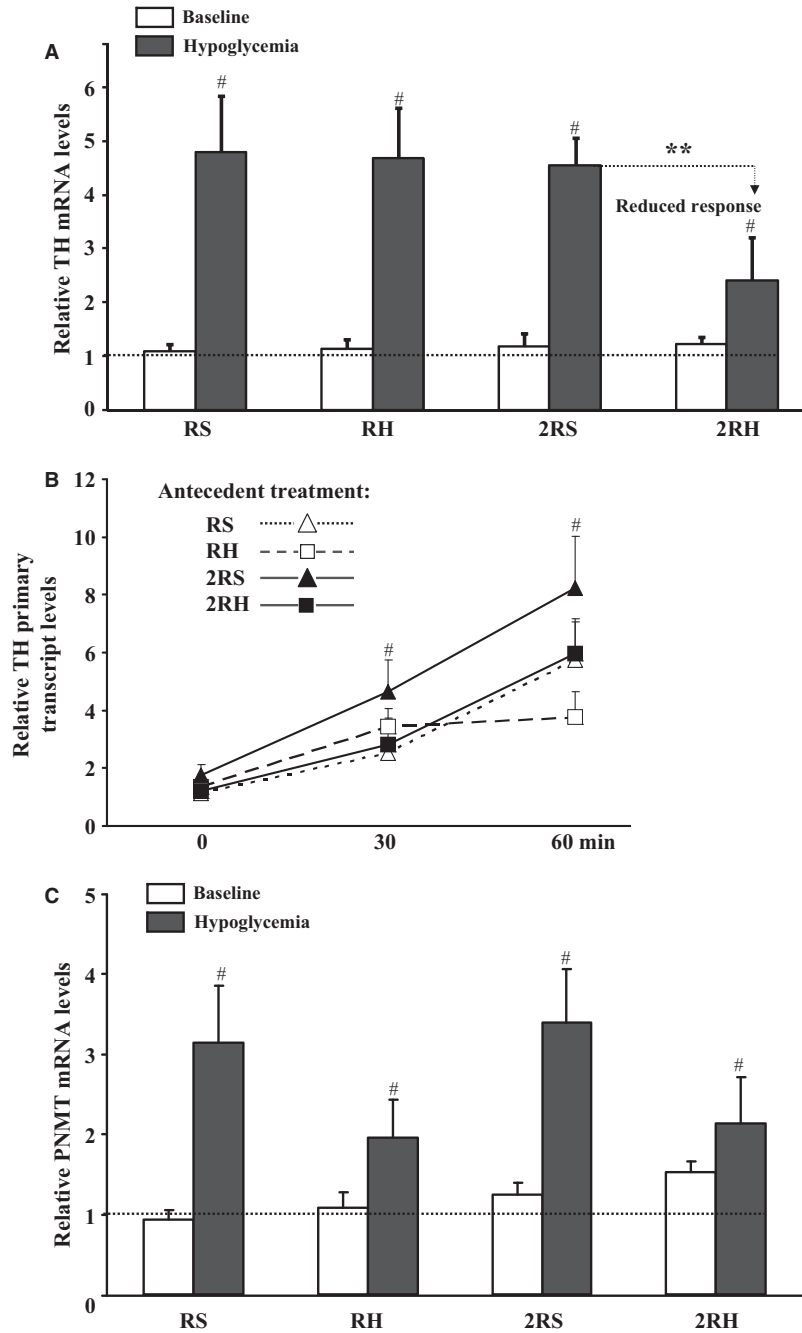 Baseline
Hypoglycemia
A
#
#
#
**
Reduced response
#
Relative TH mRNA levels
6
5
4
3
2
1
0
RS
RH
2RS
2RH
B
12
10
8
6
4
2
0
Relative TH primary
transcript levels
Antecedent treatment:
RS
RH
2RS
2RH
#
#
0
30
60 min
C
Baseline
Hypoglycemia
5
4
3
2
1
0
Relative PNMT mRNA levels
#
#
#
#
RS
RH
2RS
2RH